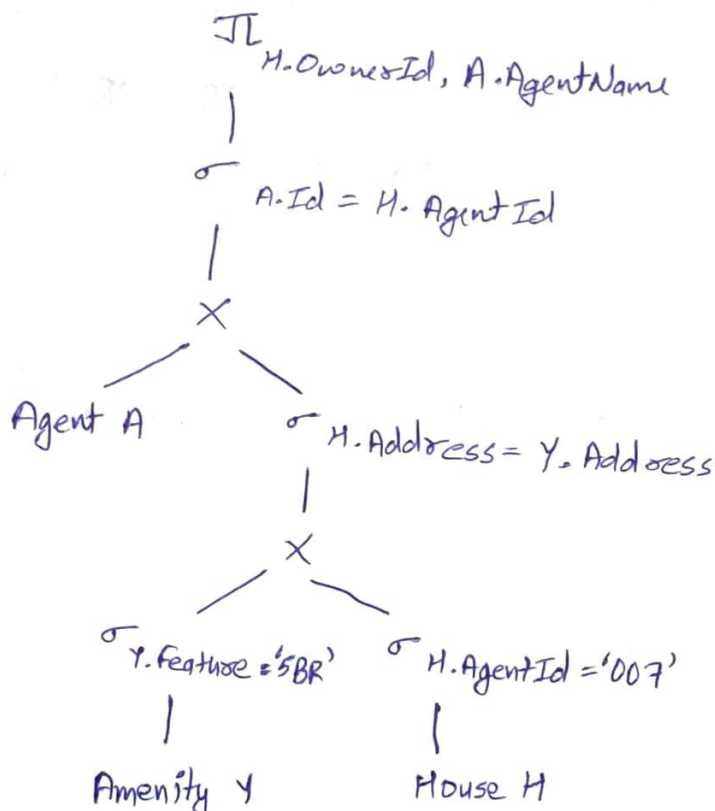 π
H.OwnerId, A.AgentName
σ
A.Id = H.AgentId
X
Agent A
σ H.Address = Y.Address
X
σ Y.Feature = '5BR'
σ H.AgentId = '007'
Amenity Y
House H